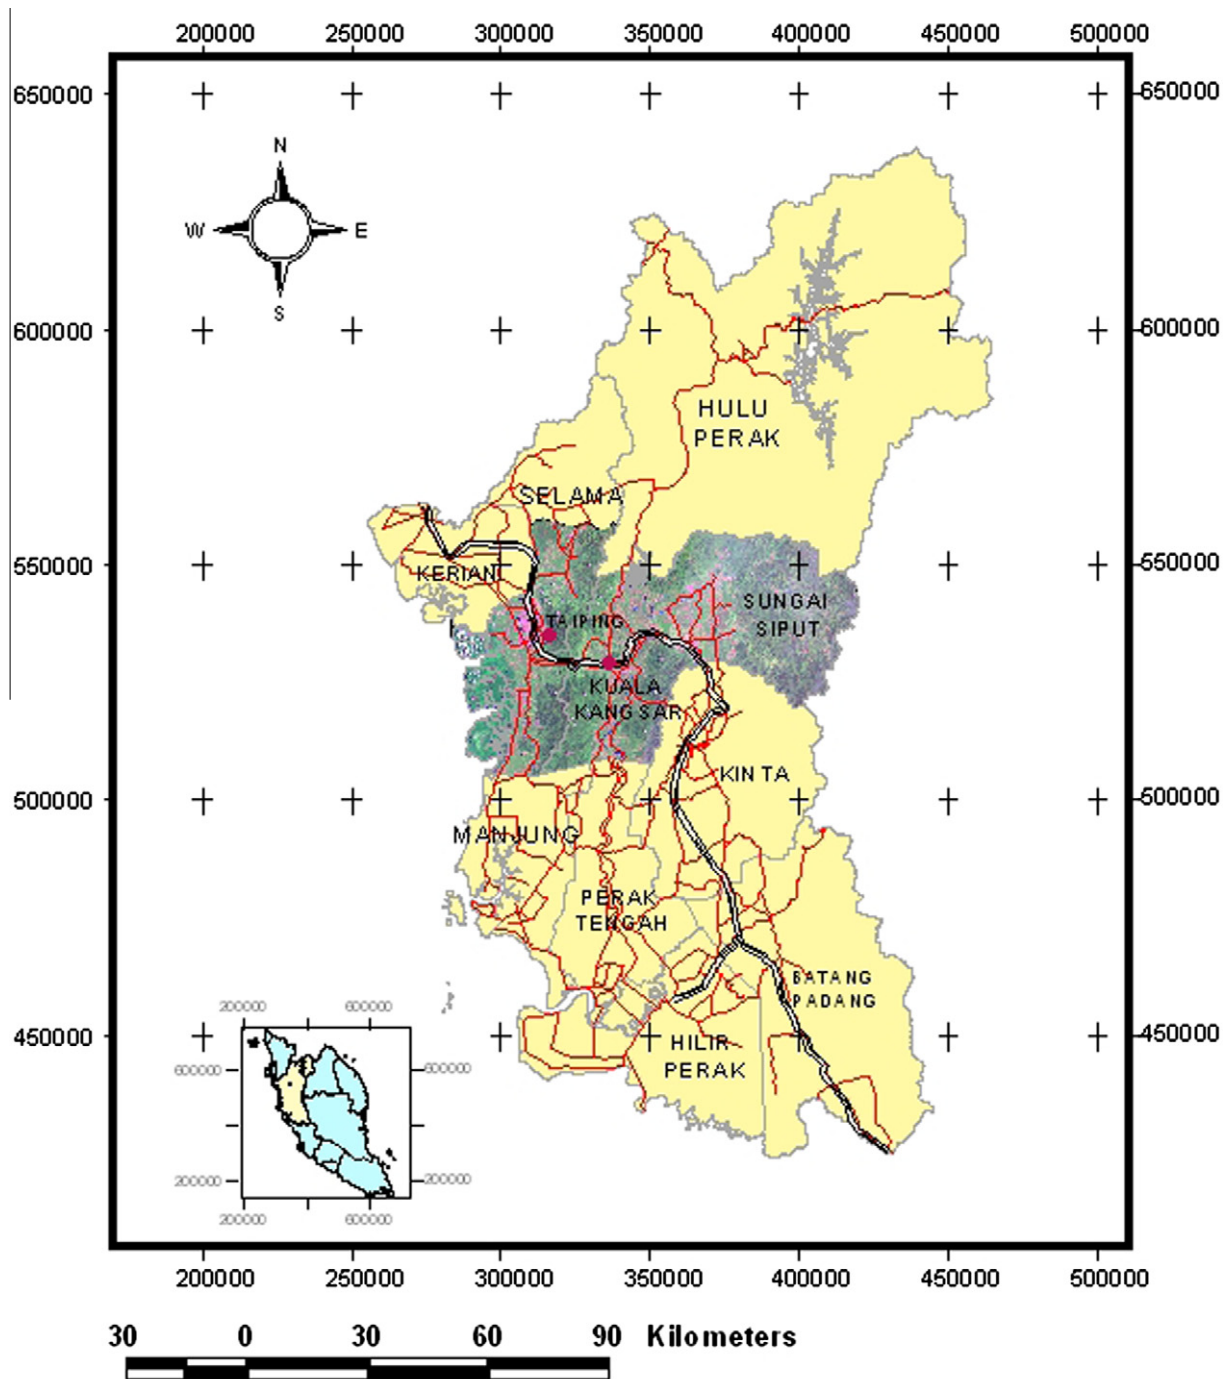 200000 250000 300000 350000 400000 450000 500000
650000 650000
N
W E
S
600000 600000
HULU
PERAK
SELAMA
550000 550000
KERIAN
SUNGAI
SIPUT
TAIPING
KUALA
KANGSAR
KINTA
500000 500000
MANJUNG
PERAK
TENGAH
BATANG
PADANG
450000 450000
HILIR
PERAK
200000 600000
600000 600000
200000 200000
200000 600000
200000 250000 300000 350000 400000 450000 500000
30 0 30 60 90 Kilometers